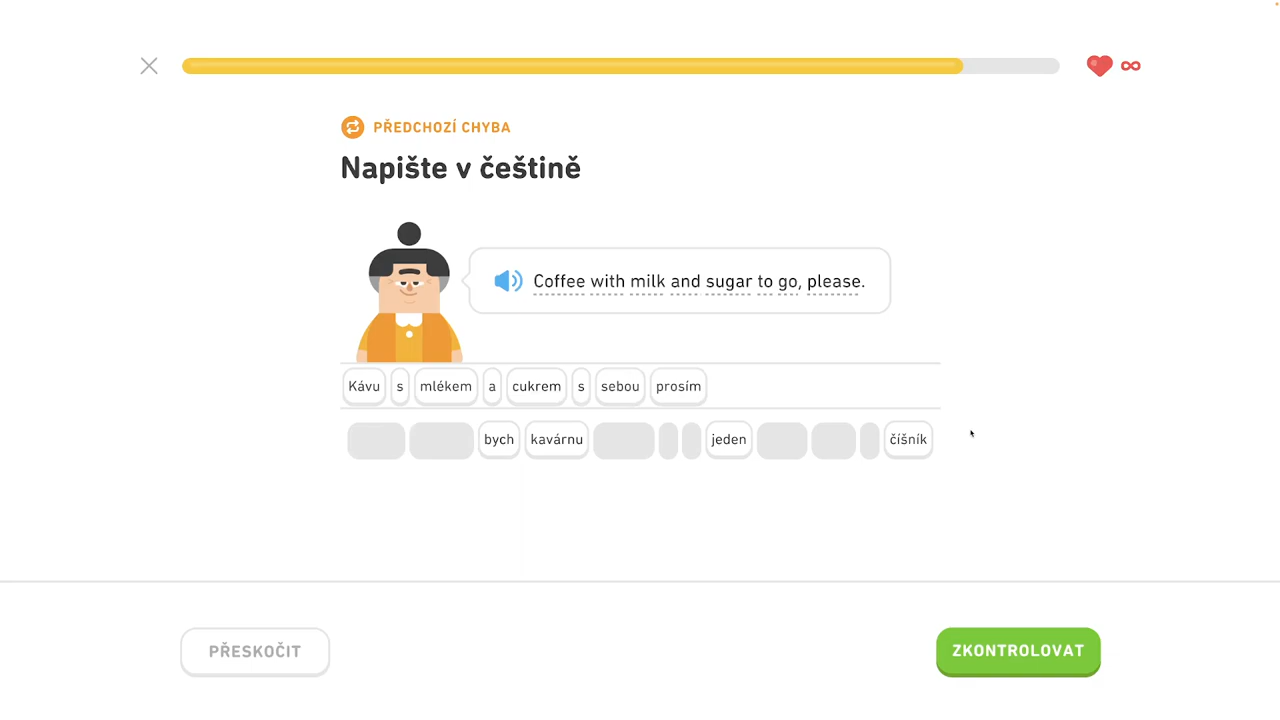 PŘEDCHOZÍ CHYBA
Napište v češtině
Coffee with milk and sugar to go, please.
Kávu s mlékem a cukrem s sebou prosím
bych kavárnu jeden číšník
PŘESKOČIT
ZKONTROLOVAT